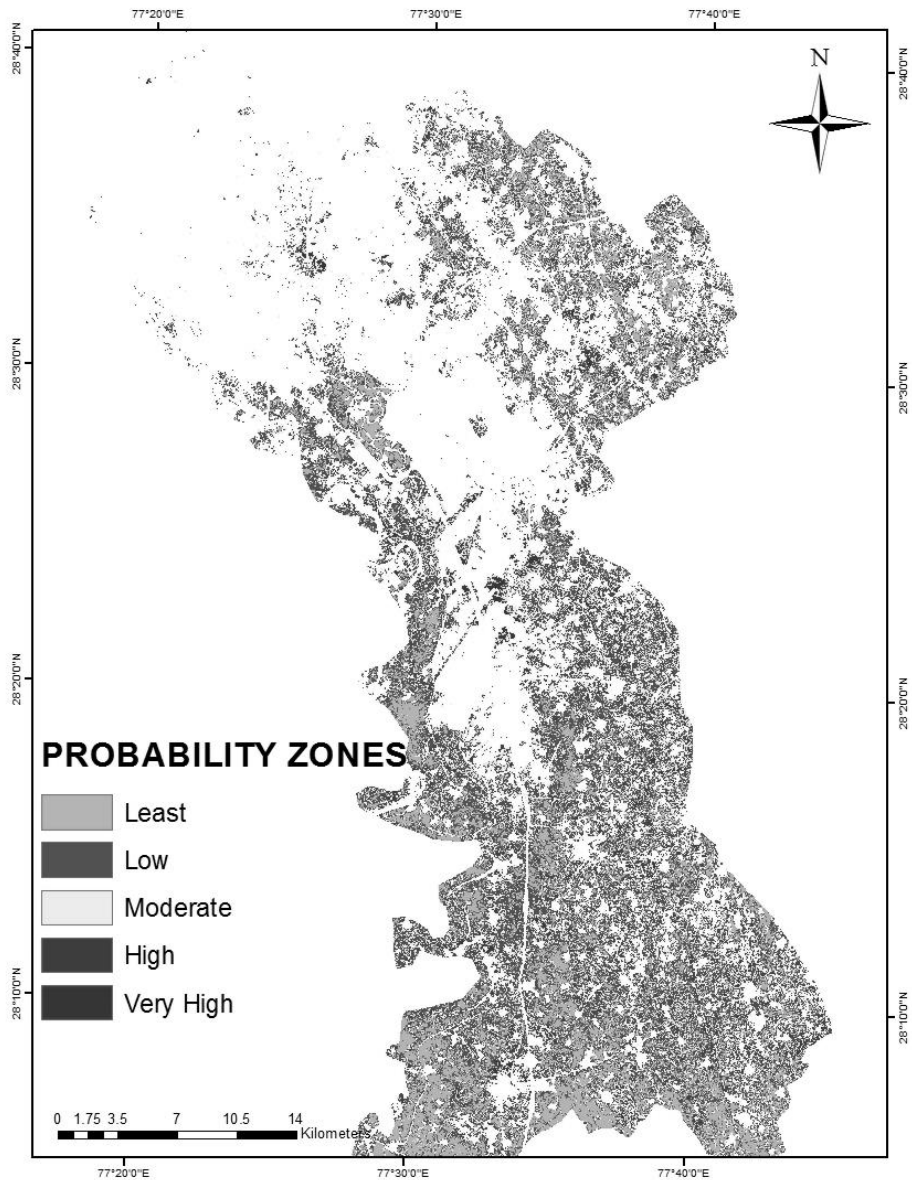 77°20'0"E 77°30'0"E 77°40'0"E
28°40'0"N 28°40'0"N
N
28°30'0"N 28°30'0"N
28°20'0"N 28°20'0"N
PROBABILITY ZONES
Least
Low
Moderate
High
Very High
28°10'0"N 28°10'0"N
0 1.75 3.5 7 10.5 14
Kilometers
77°20'0"E 77°30'0"E 77°40'0"E